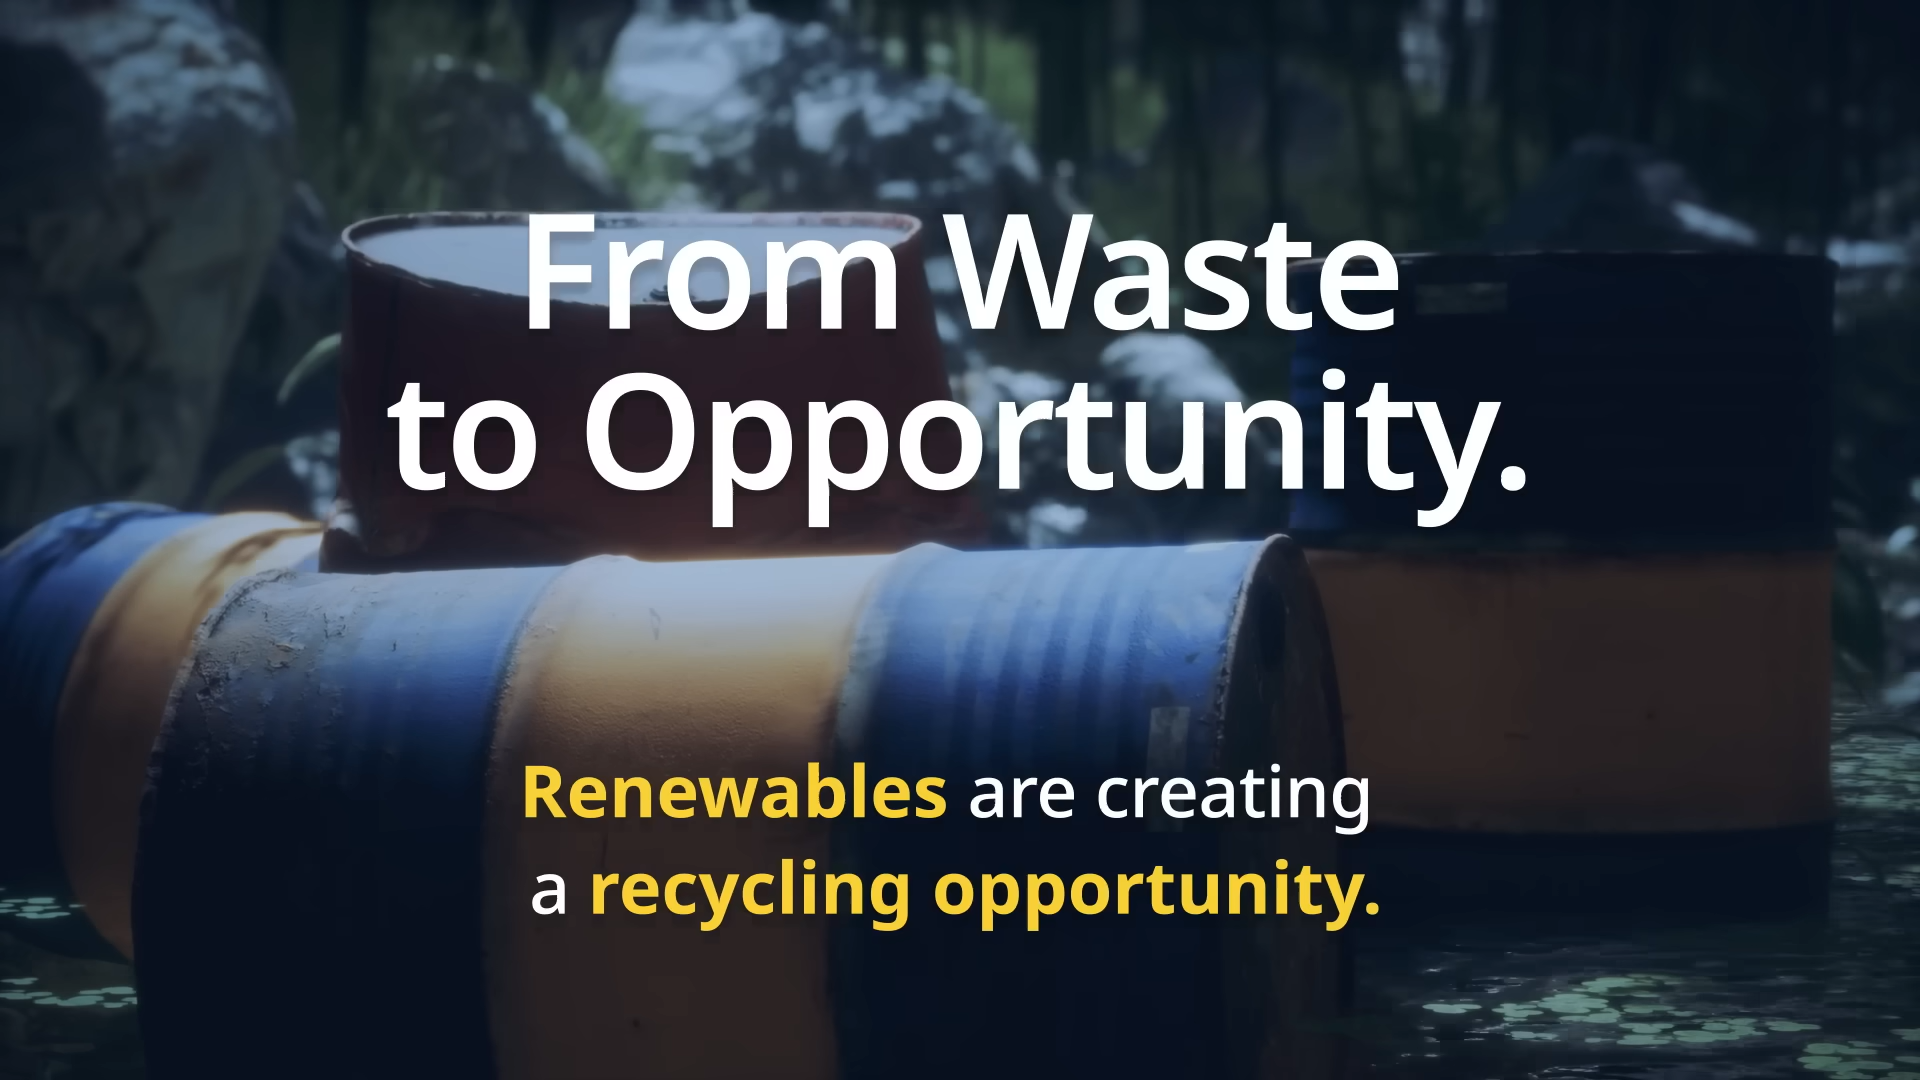 From Waste
to Opportunity.
Renewables are creating
a recycling opportunity.